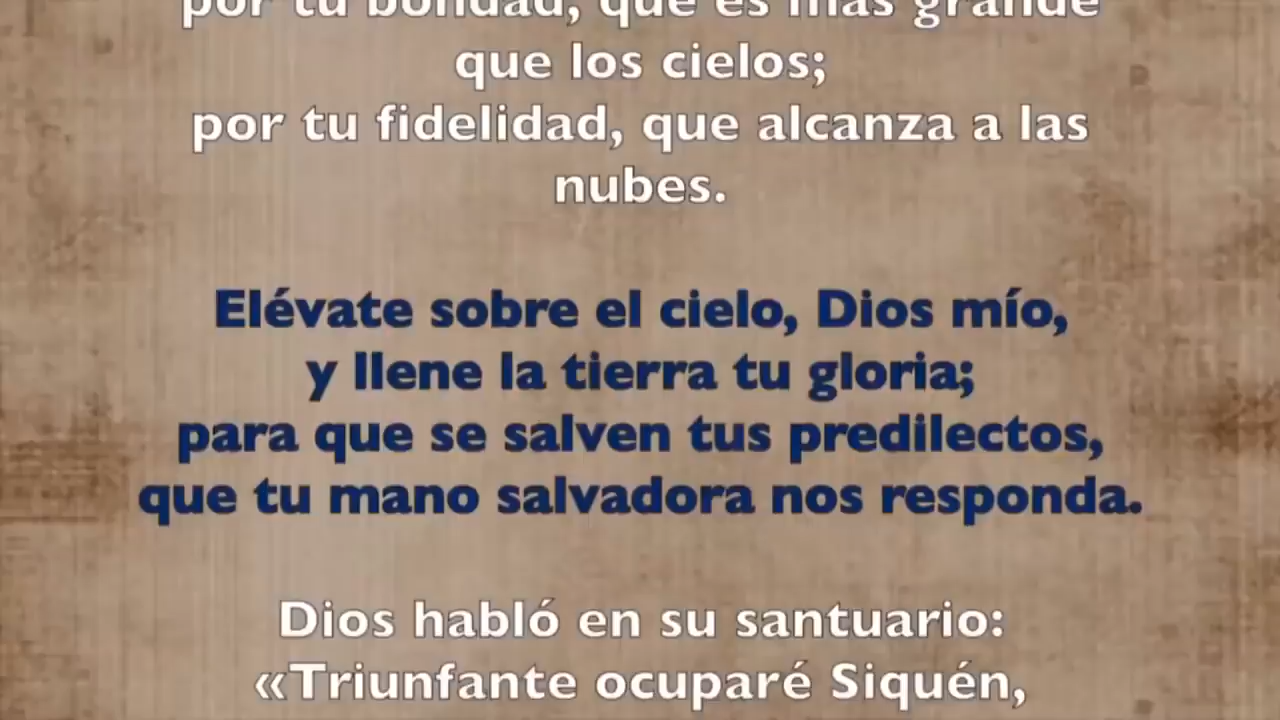 por tu bondad, que es más grande
que los cielos;
por tu fidelidad, que alcanza a las
nubes.
Elévate sobre el cielo, Dios mío,
y llene la tierra tu gloria;
para que se salven tus predilectos,
que tu mano salvadora nos responda.
Dios habló en su santuario:
«Triunfante ocuparé Siquén,